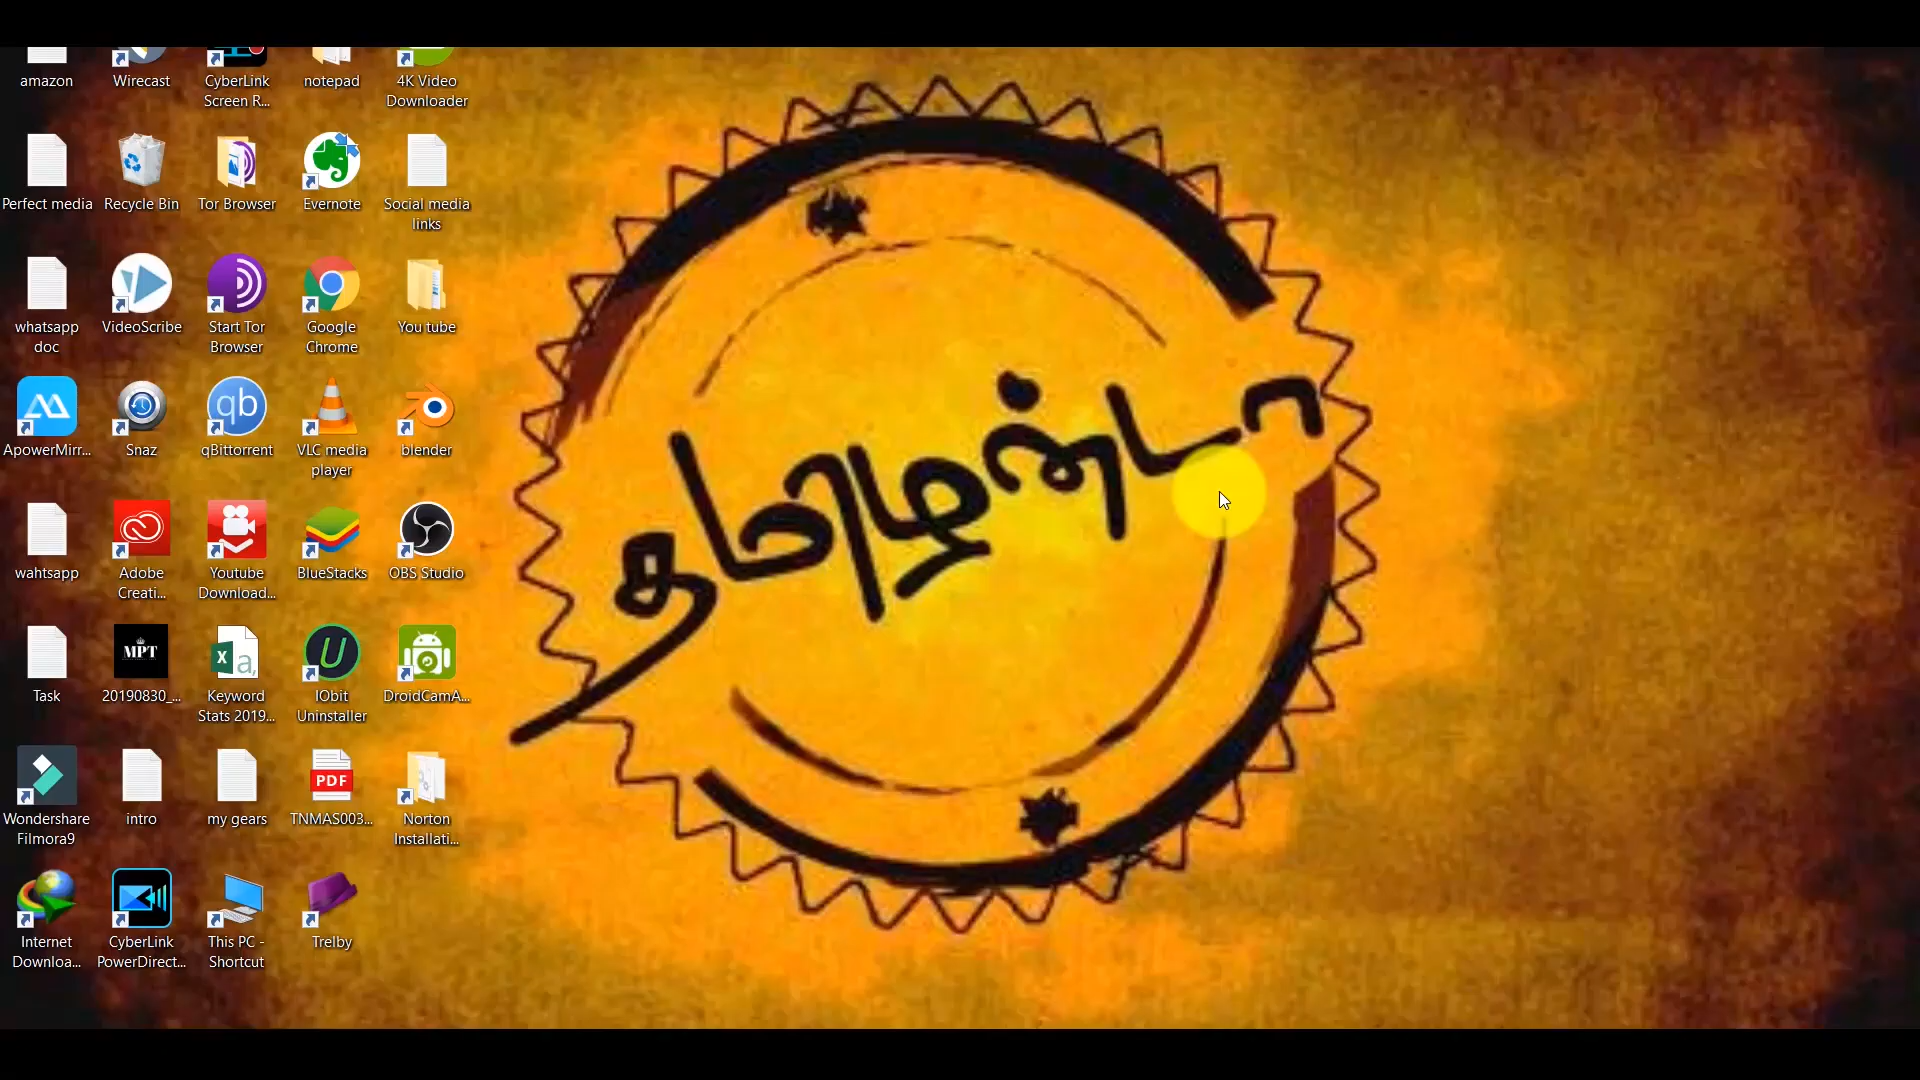 amazon
Wirecast
CyberLink
Screen R...
notepad
4K Video
Downloader
Perfect media
Recycle Bin
Tor Browser
Evernote
Social media
links
whatsapp
doc
VideoScribe
Start Tor
Browser
Google
Chrome
You tube
ApowerMirr...
Snaz
qb
qBittorrent
VLC media
player
blender
wahtsapp
Adobe
Creati...
Youtube
Download...
BlueStacks
OBS Studio
Task
MPT
20190830_...
X a,
Keyword
Stats 2019...
U
IObit
Uninstaller
DroidCamA...
Wondershare
Filmora9
intro
my gears
PDF
TNMAS003...
Norton
Installati...
Internet
Downloa...
CyberLink
PowerDirect...
This PC -
Shortcut
Trelby
தமிழன்டா